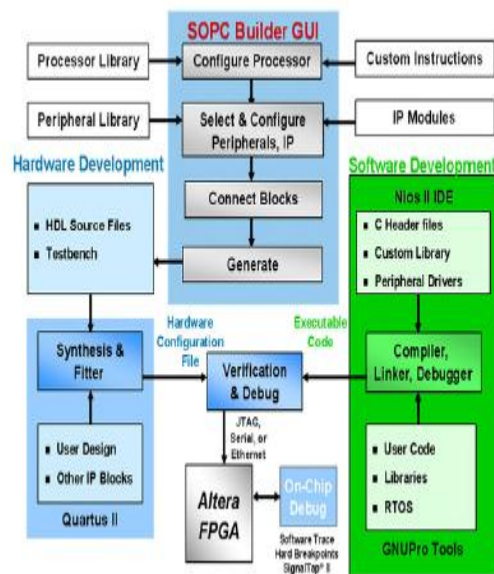 SOPC Builder GUI
Processor Library
Configure Processor
Custom Instructions
Peripheral Library
Select & Configure
Peripherals, IP
IP Modules
Hardware Development
Software Development
Connect Blocks
Nios II IDE
HDL Source Files
Testbench
C Header files
Custom Library
Peripheral Drivers
Generate
Hardware
Configuration
File
Executable
Code
Synthesis &
Fitter
Verification
& Debug
Compiler,
Linker, Debugger
JTAG,
Serial, or
Ethernet
User Design
Other IP Blocks
Quartus II
Altera
FPGA
On-Chip
Debug
Software Trace
Hard Breakpoints
SignalTap® II
User Code
Libraries
RTOS
GNUPro Tools